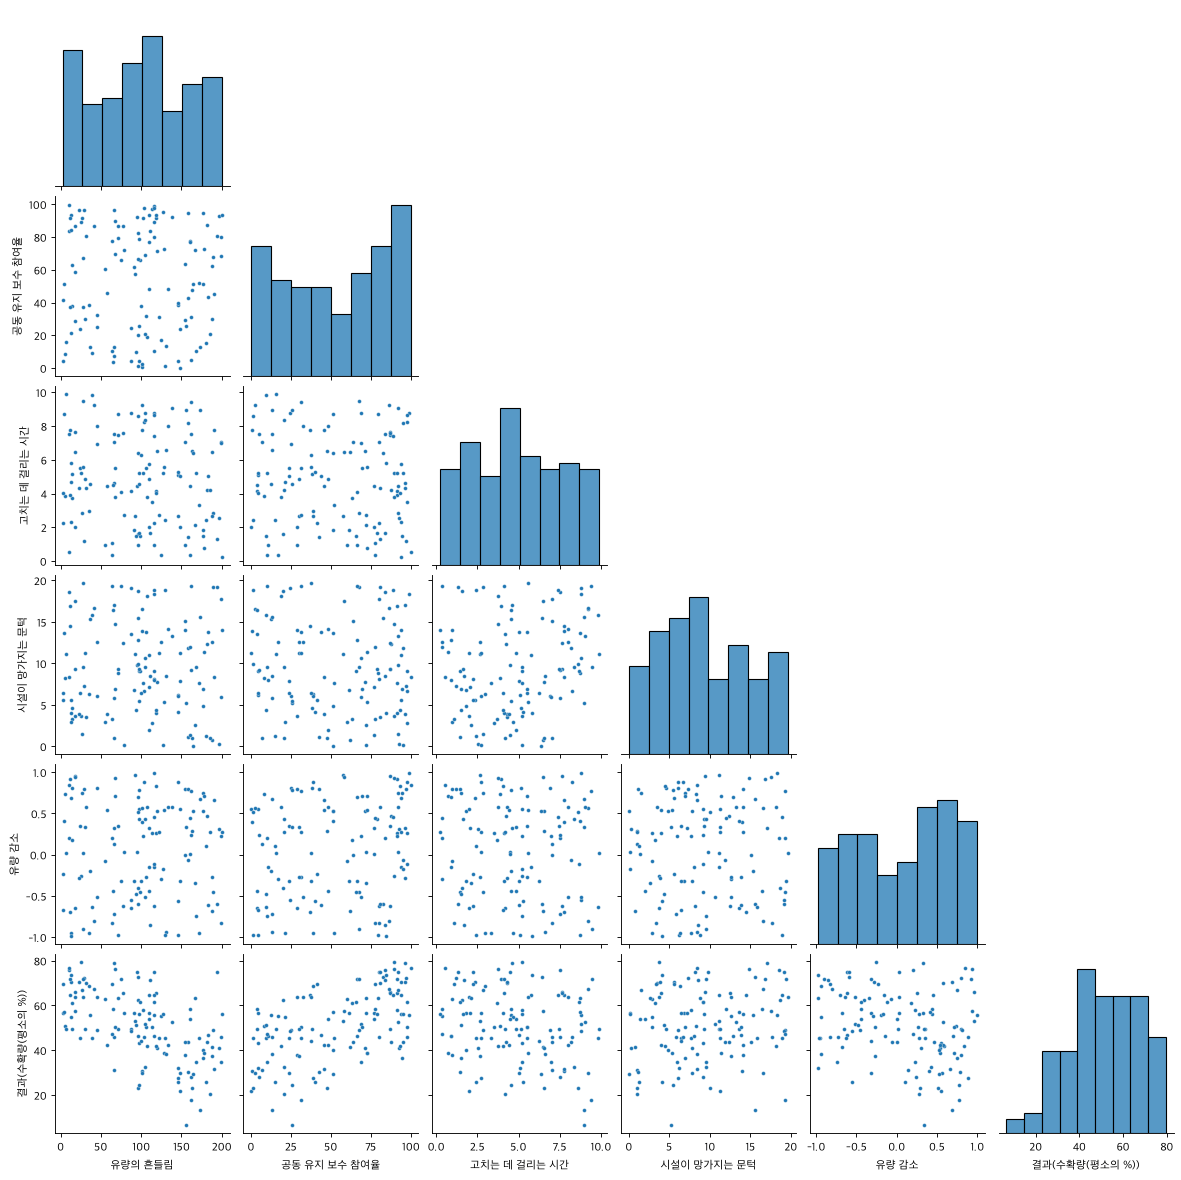 100
80
60
40
20
0
공동 유지 보수 참여율
10
8
6
4
2
0
고치는 데 걸리는 시간
20
15
10
5
0
시설이 망가지는 문턱
1.0
0.5
0.0
−0.5
−1.0
유량 감소
80
60
40
20
결과(수확량(평소의 %))
0 50 100 150 200
유량의 흔들림
0 25 50 75 100
공동 유지 보수 참여율
0.0 2.5 5.0 7.5 10.0
고치는 데 걸리는 시간
0 5 10 15 20
시설이 망가지는 문턱
−1.0 −0.5 0.0 0.5 1.0
유량 감소
20 40 60 80
결과(수확량(평소의 %))